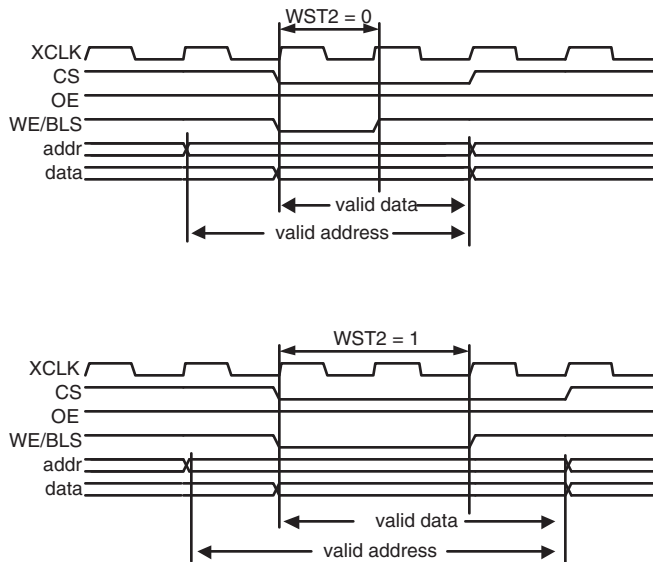 WST2 = 0
XCLK
CS
OE
WE/BLS
addr
data
valid data
valid address
WST2 = 1
XCLK
CS
OE
WE/BLS
addr
data
valid data
valid address